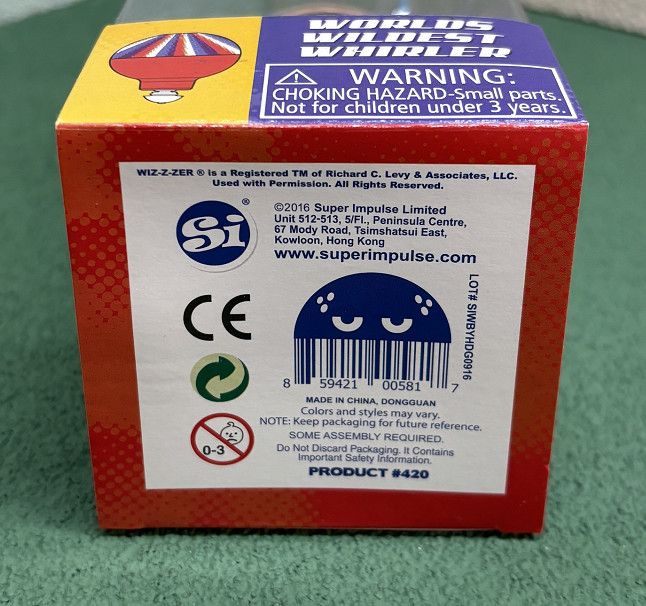 WORLDS
WILDEST
WHIRLER
WARNING:
CHOKING HAZARD-Small parts.
Not for children under 3 years.
WIZ-Z-ZER ® is a Registered TM of Richard C. Levy & Associates, LLC.
Used with Permission. All Rights Reserved.
Si®
©2016 Super Impulse Limited
Unit 512-513, 5/Fl., Peninsula Centre,
67 Mody Road, Tsimshatsui East,
Kowloon, Hong Kong
www.superimpulse.com
CE
LOT# SIWBYHDG0916
8 59421 00581 7
0-3
MADE IN CHINA, DONGGUAN
Colors and styles may vary.
NOTE: Keep packaging for future reference.
SOME ASSEMBLY REQUIRED.
Do Not Discard Packaging. It Contains
Important Safety Information.
PRODUCT #420